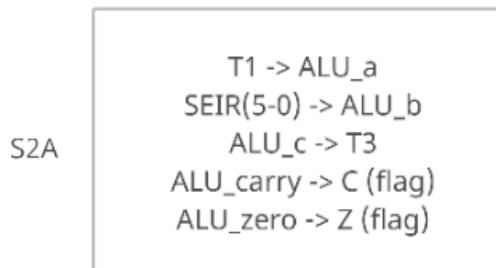 T1 -> ALU_a
SEIR(5-0) -> ALU_b
S2A
ALU_c -> T3
ALU_carry -> C (flag)
ALU_zero -> Z (flag)